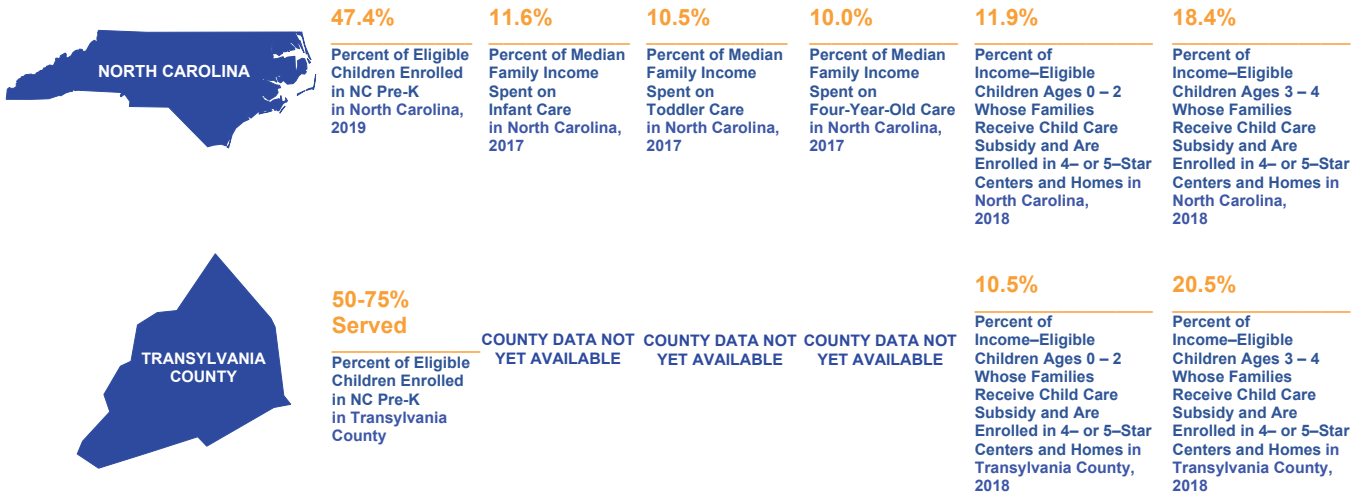 NORTH CAROLINA
47.4%
Percent of Eligible
Children Enrolled
in NC Pre-K
in North Carolina,
2019
11.6%
Percent of Median
Family Income
Spent on
Infant Care
in North Carolina,
2017
10.5%
Percent of Median
Family Income
Spent on
Toddler Care
in North Carolina,
2017
10.0%
Percent of Median
Family Income
Spent on
Four-Year-Old Care
in North Carolina,
2017
11.9%
Percent of
Income–Eligible
Children Ages 0 – 2
Whose Families
Receive Child Care
Subsidy and Are
Enrolled in 4– or 5–Star
Centers and Homes in
North Carolina,
2018
18.4%
Percent of
Income–Eligible
Children Ages 3 – 4
Whose Families
Receive Child Care
Subsidy and Are
Enrolled in 4– or 5–Star
Centers and Homes in
North Carolina,
2018
TRANSYLVANIA
COUNTY
50-75%
Served
Percent of Eligible
Children Enrolled
in NC Pre-K
in Transylvania
County
COUNTY DATA NOT
YET AVAILABLE
COUNTY DATA NOT
YET AVAILABLE
COUNTY DATA NOT
YET AVAILABLE
10.5%
Percent of
Income–Eligible
Children Ages 0 – 2
Whose Families
Receive Child Care
Subsidy and Are
Enrolled in 4– or 5–Star
Centers and Homes in
Transylvania County,
2018
20.5%
Percent of
Income–Eligible
Children Ages 3 – 4
Whose Families
Receive Child Care
Subsidy and Are
Enrolled in 4– or 5–Star
Centers and Homes in
Transylvania County,
2018